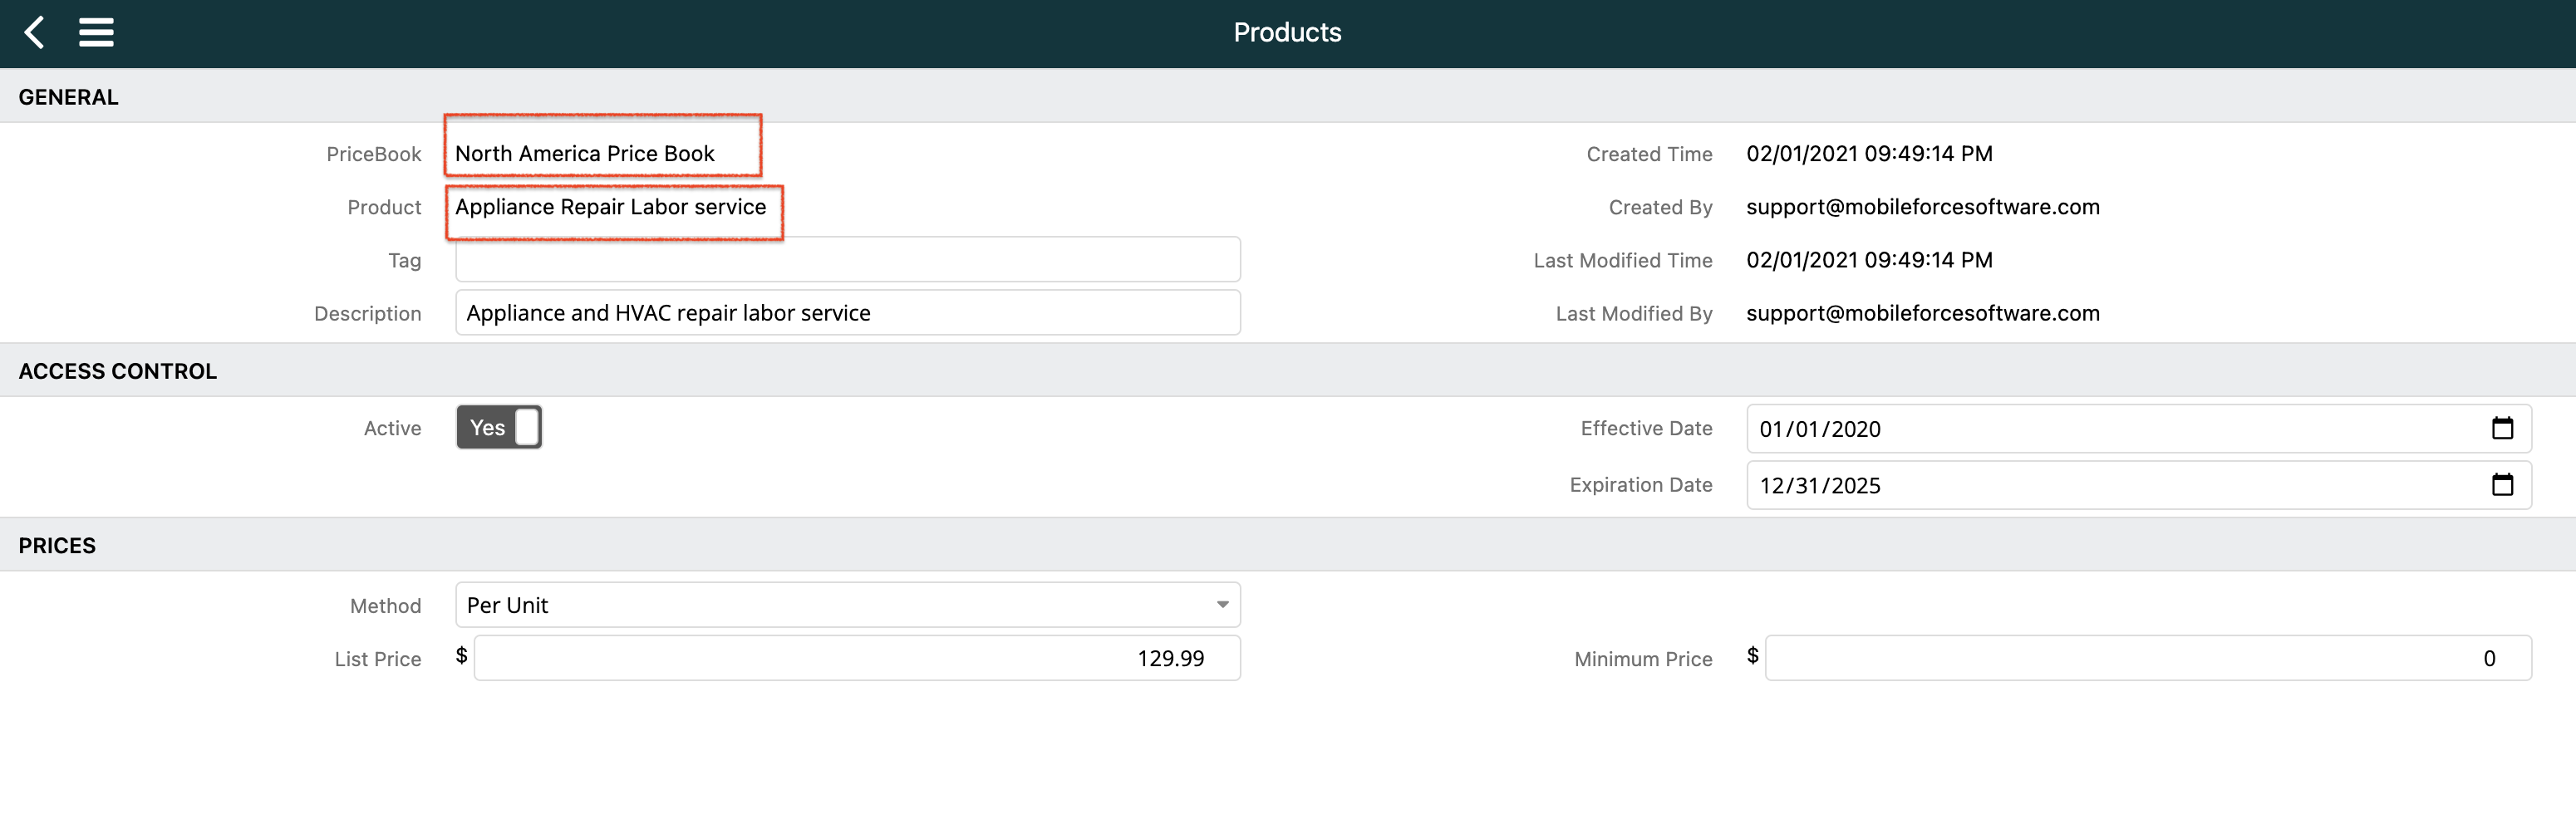 Products
GENERAL
PriceBook North America Price Book Created Time 02/01/2021 09:49:14 PM
Product Appliance Repair Labor service Created By support@mobileforcesoftware.com
Tag Last Modified Time 02/01/2021 09:49:14 PM
Description Appliance and HVAC repair labor service Last Modified By support@mobileforcesoftware.com
ACCESS CONTROL
Active Yes Effective Date 01/01/2020
Expiration Date 12/31/2025
PRICES
Method Per Unit
List Price $ 129.99 Minimum Price $ 0